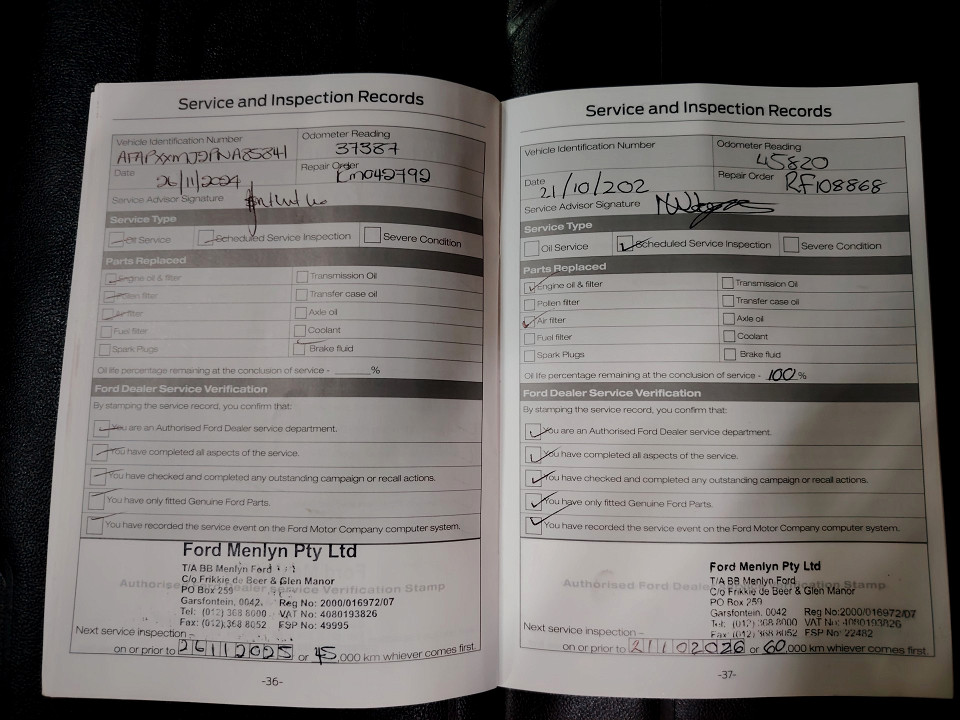 Service and Inspection Records
Vehicle Identification Number
Odometer Reading
37387
Date
26/11/2024
Repair Order
Service Advisor Signature
Service Type
Oil Service Scheduled Service Inspection Severe Condition
Parts Replaced
Engine oil & filter Transmission Oil
Pollen filter Transfer case oil
Air filter Axle oil
Fuel filter Coolant
Spark Plugs Brake fluid
Oil life percentage remaining at the conclusion of service - ______%
Ford Dealer Service Verification
By stamping the service record, you confirm that:
You are an Authorised Ford Dealer service department.
You have completed all aspects of the service.
You have checked and completed any outstanding campaign or recall actions.
You have only fitted Genuine Ford Parts.
You have recorded the service event on the Ford Motor Company computer system.
Ford Menlyn Pty Ltd
T/A BB Menlyn Ford
C/o Frikkie de Beer & Glen Manor
Authorised Ford Dealer Service Verification Stamp
PO Box 259
Garsfontein, 0042. Reg No: 2000/016972/07
Tel: (012) 368 8000 VAT No: 4080193826
Fax: (012) 368 8052 FSP No: 49995
Next service inspection -
on or prior to 26112025 or 45,000 km whiever comes first.
-36-
Service and Inspection Records
Vehicle Identification Number
Odometer Reading
45820
Date
21/10/202
Repair Order RF108868
Service Advisor Signature
Service Type
Oil Service Scheduled Service Inspection Severe Condition
Parts Replaced
Engine oil & filter Transmission Oil
Pollen filter Transfer case oil
Air filter Axle oil
Fuel filter Coolant
Spark Plugs Brake fluid
Oil life percentage remaining at the conclusion of service - 100 %
Ford Dealer Service Verification
By stamping the service record, you confirm that:
You are an Authorised Ford Dealer service department.
You have completed all aspects of the service.
You have checked and completed any outstanding campaign or recall actions.
You have only fitted Genuine Ford Parts.
You have recorded the service event on the Ford Motor Company computer system.
Ford Menlyn Pty Ltd
T/A BB Menlyn Ford
Authorised Ford Dealer Service Verification Stamp
C/o Frikkie de Beer & Glen Manor
PO Box 259
Garsfontein, 0042 Reg No:2000/016972/07
Tel: (012) 368 8000 VAT No: 4080193826
Fax: (012) 368 8052 FSP No: 22482
Next service inspection -
on or prior to 21102026 or 60,000 km whiever comes first.
-37-